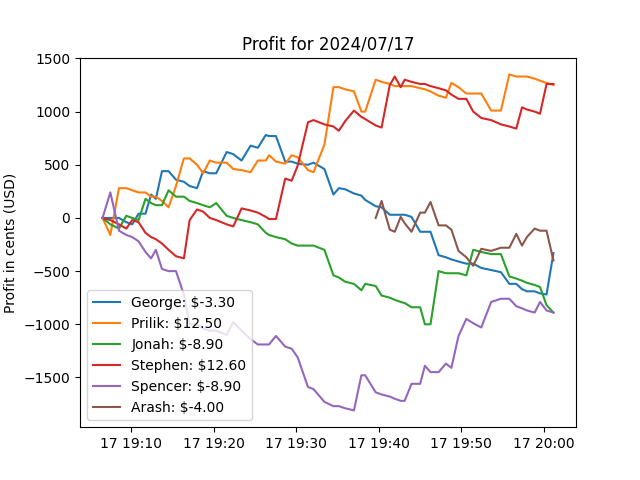 Profit for 2024/07/17
Profit in cents (USD)
1500
1000
500
0
−500
−1000
−1500
George: $-3.30
Prilik: $12.50
Jonah: $-8.90
Stephen: $12.60
Spencer: $-8.90
Arash: $-4.00
17 19:10 17 19:20 17 19:30 17 19:40 17 19:50 17 20:00